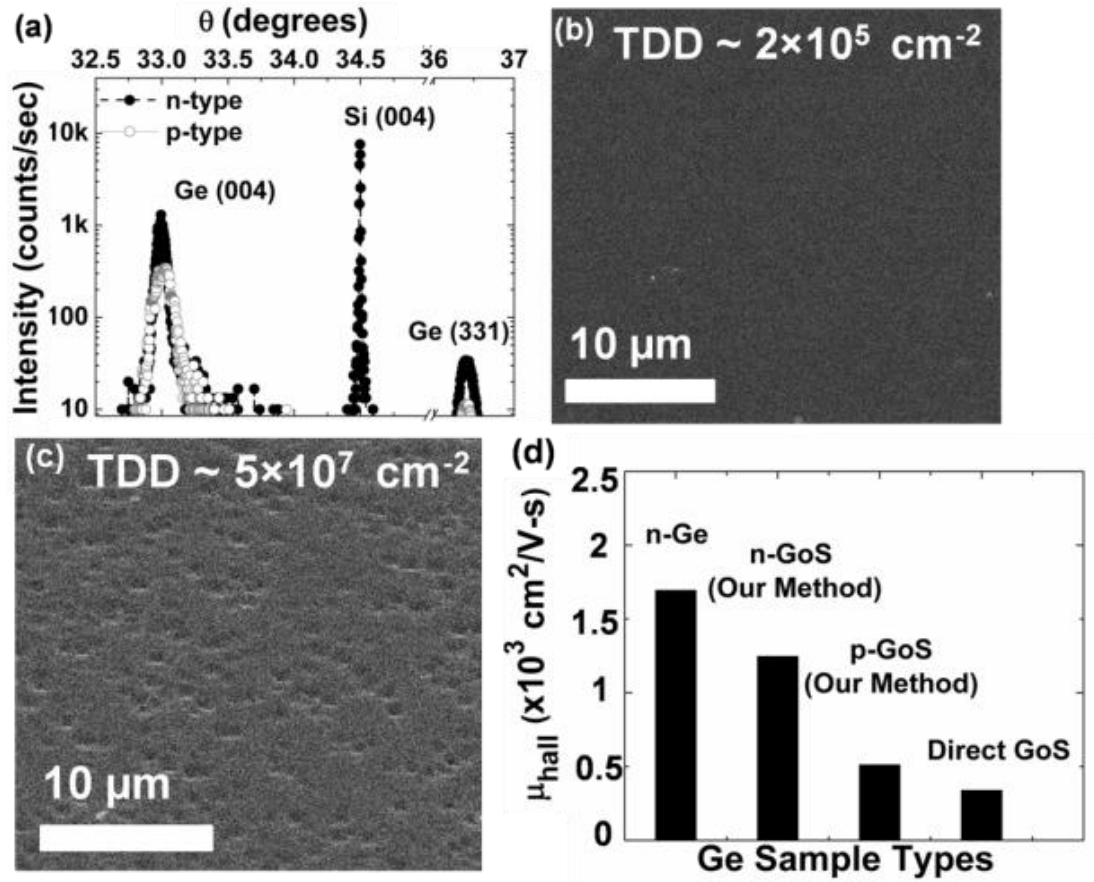 (a)
θ (degrees)
32.5 33.0 33.5 34.0 34.5 36 37
n-type
p-type
Si (004)
Ge (004)
Ge (331)
10k
1k
100
10
Intensity (counts/sec)
(b) TDD ~ 2×10⁵ cm⁻²
10 µm
(c) TDD ~ 5×10⁷ cm⁻²
10 µm
(d)
2.5
2
1.5
1
0.5
0
μhall (x10³ cm²/V-s)
n-Ge
n-GoS
(Our Method)
p-GoS
(Our Method)
Direct GoS
Ge Sample Types